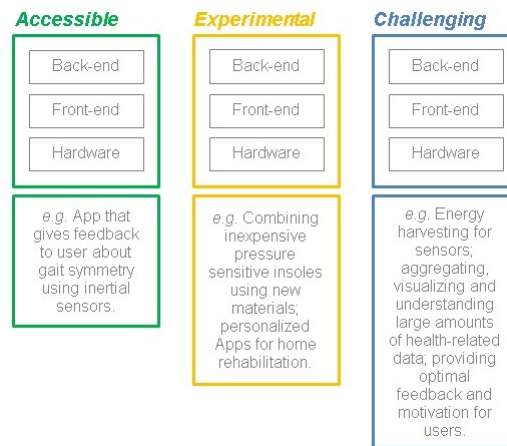 Accessible
Back-end
Front-end
Hardware
e.g. App that
gives feedback
to user about
gait symmetry
using inertial
sensors.
Experimental
Back-end
Front-end
Hardware
e.g. Combining
inexpensive
pressure
sensitive insoles
using new
materials;
personalized
Apps for home
rehabilitation.
Challenging
Back-end
Front-end
Hardware
e.g. Energy
harvesting for
sensors;
aggregating,
visualizing and
understanding
large amounts
of health-related
data; providing
optimal
feedback and
motivation for
users.